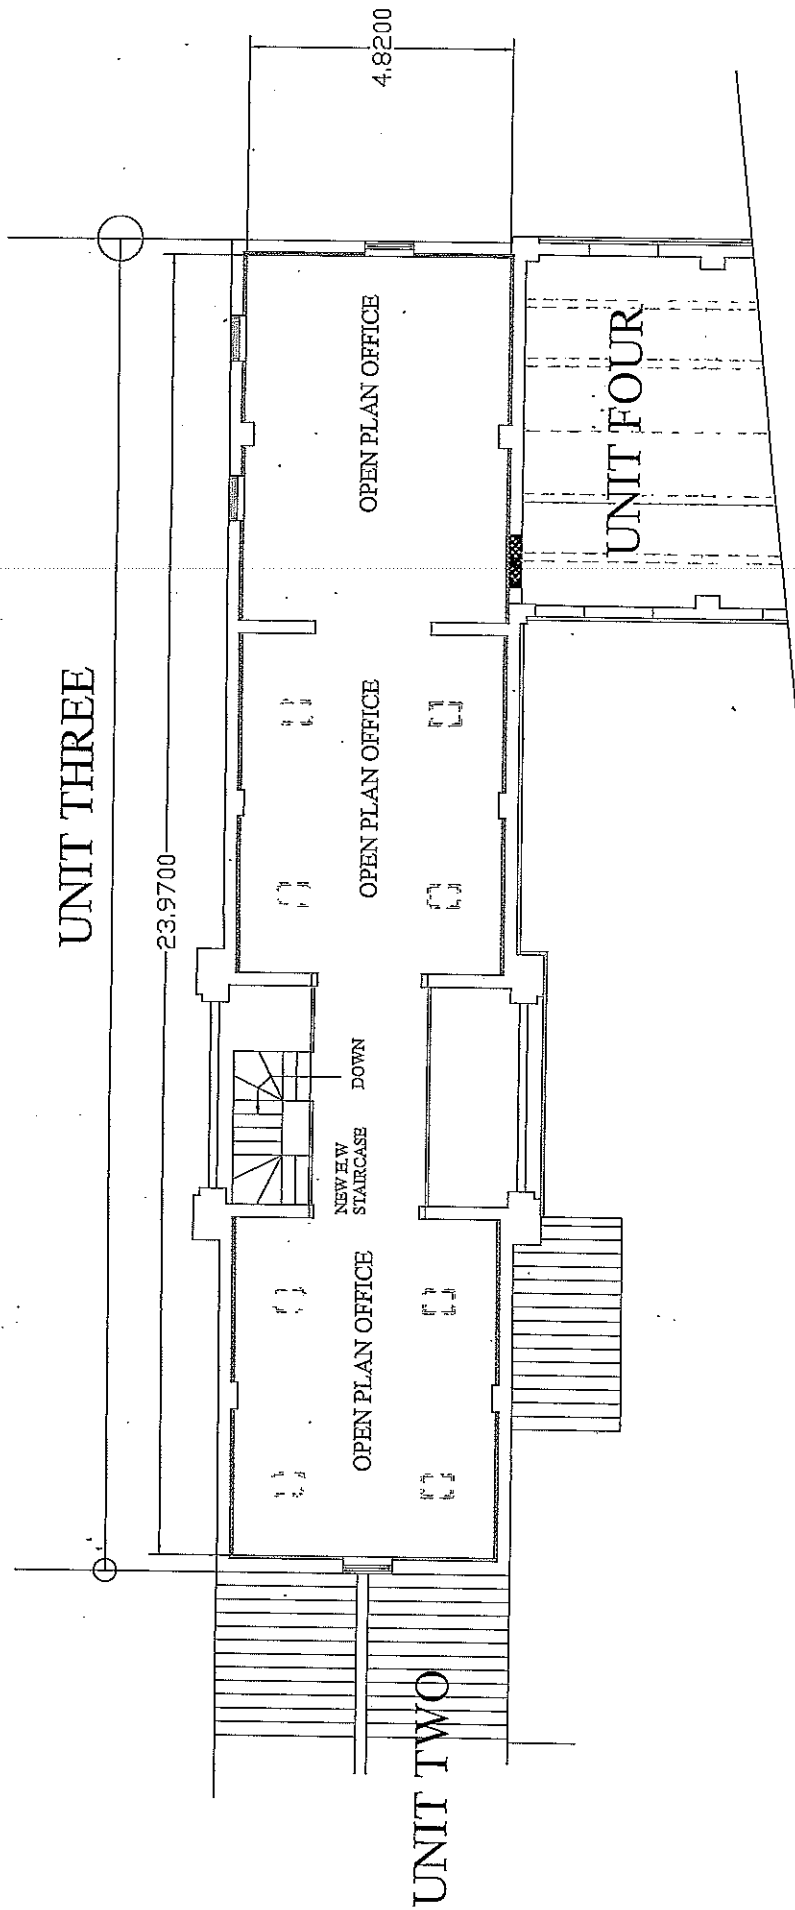 UNIT THREE
23.9700
4.8200
OPEN PLAN OFFICE
NEW H.W
STAIRCASE
DOWN
OPEN PLAN OFFICE
OPEN PLAN OFFICE
UNIT TWO
UNIT FOUR